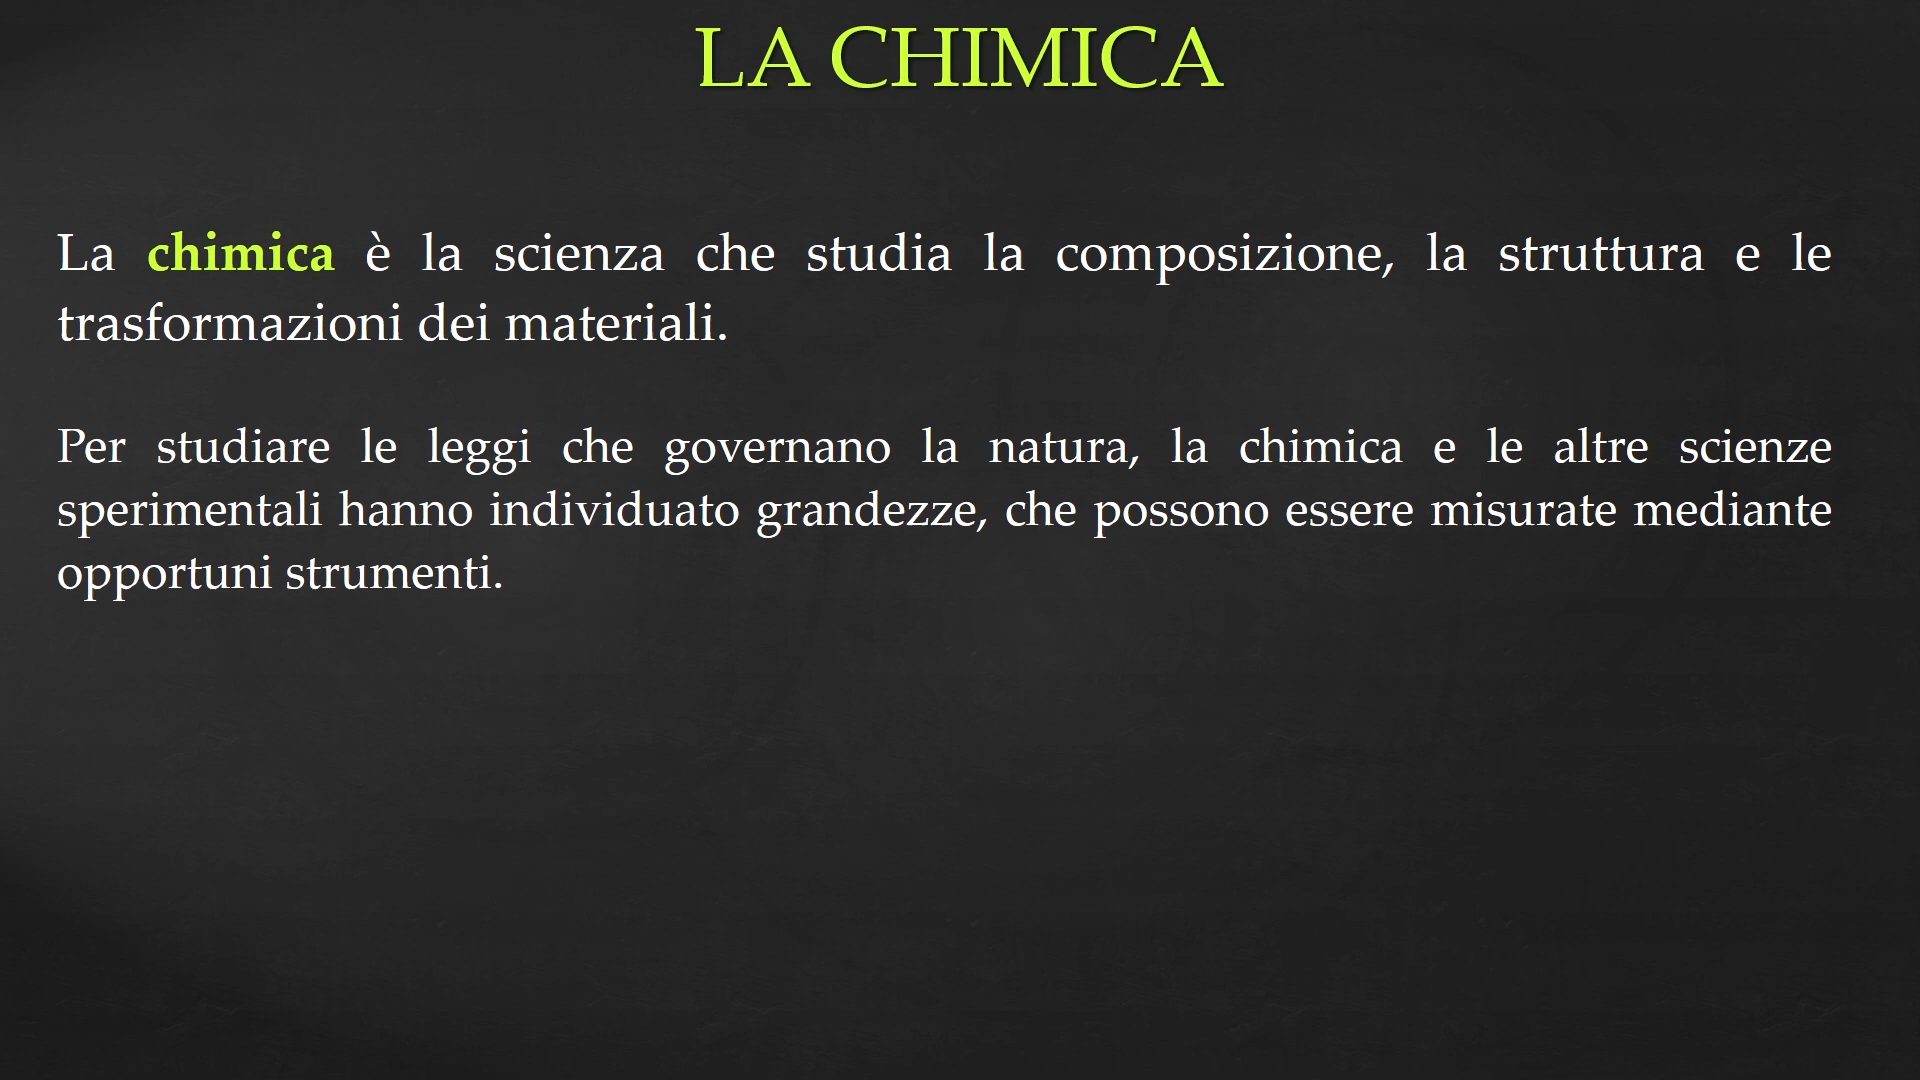 LA CHIMICA
La chimica è la scienza che studia la composizione, la struttura e le
trasformazioni dei materiali.
Per studiare le leggi che governano la natura, la chimica e le altre scienze
sperimentali hanno individuato grandezze, che possono essere misurate mediante
opportuni strumenti.